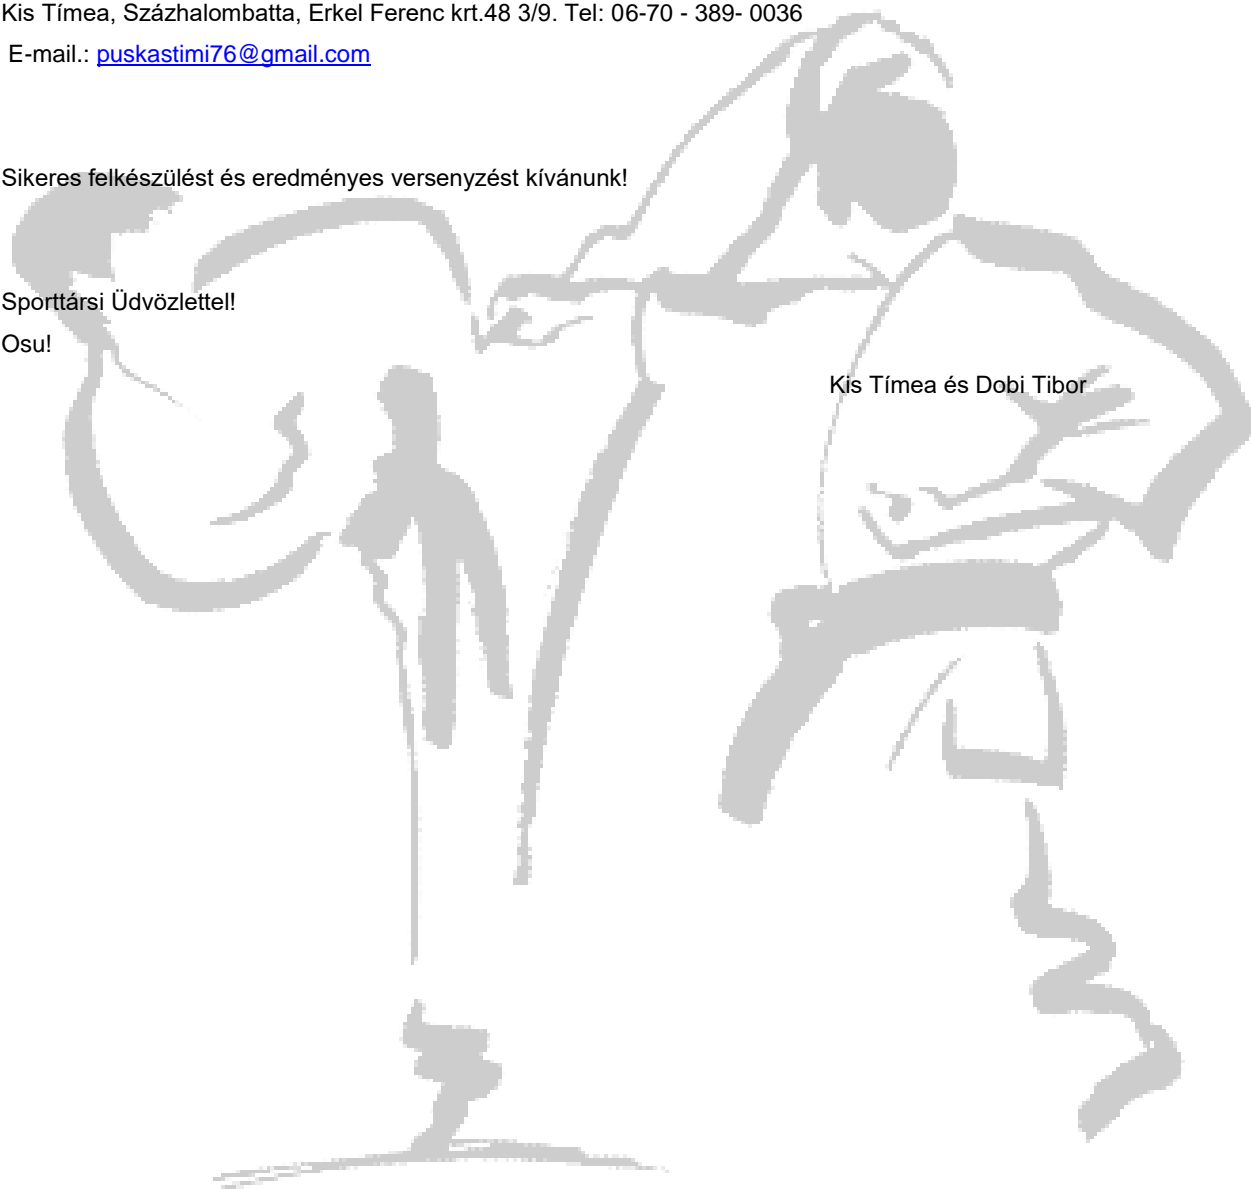 Kis Tímea, Százhalombatta, Erkel Ferenc krt.48 3/9. Tel: 06-70 - 389- 0036
E-mail.: puskastimi76@gmail.com
Sikeres felkészülést és eredményes versenyzést kívánunk!
Sporttársi Üdvözlettel!
Osu!
Kis Tímea és Dobi Tibor